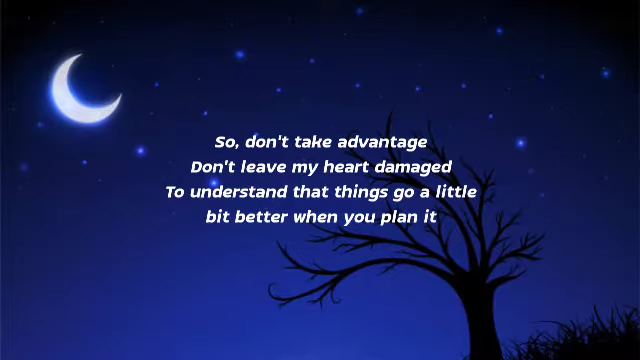 So, don't take advantage
Don't leave my heart damaged
To understand that things go a little
bit better when you plan it